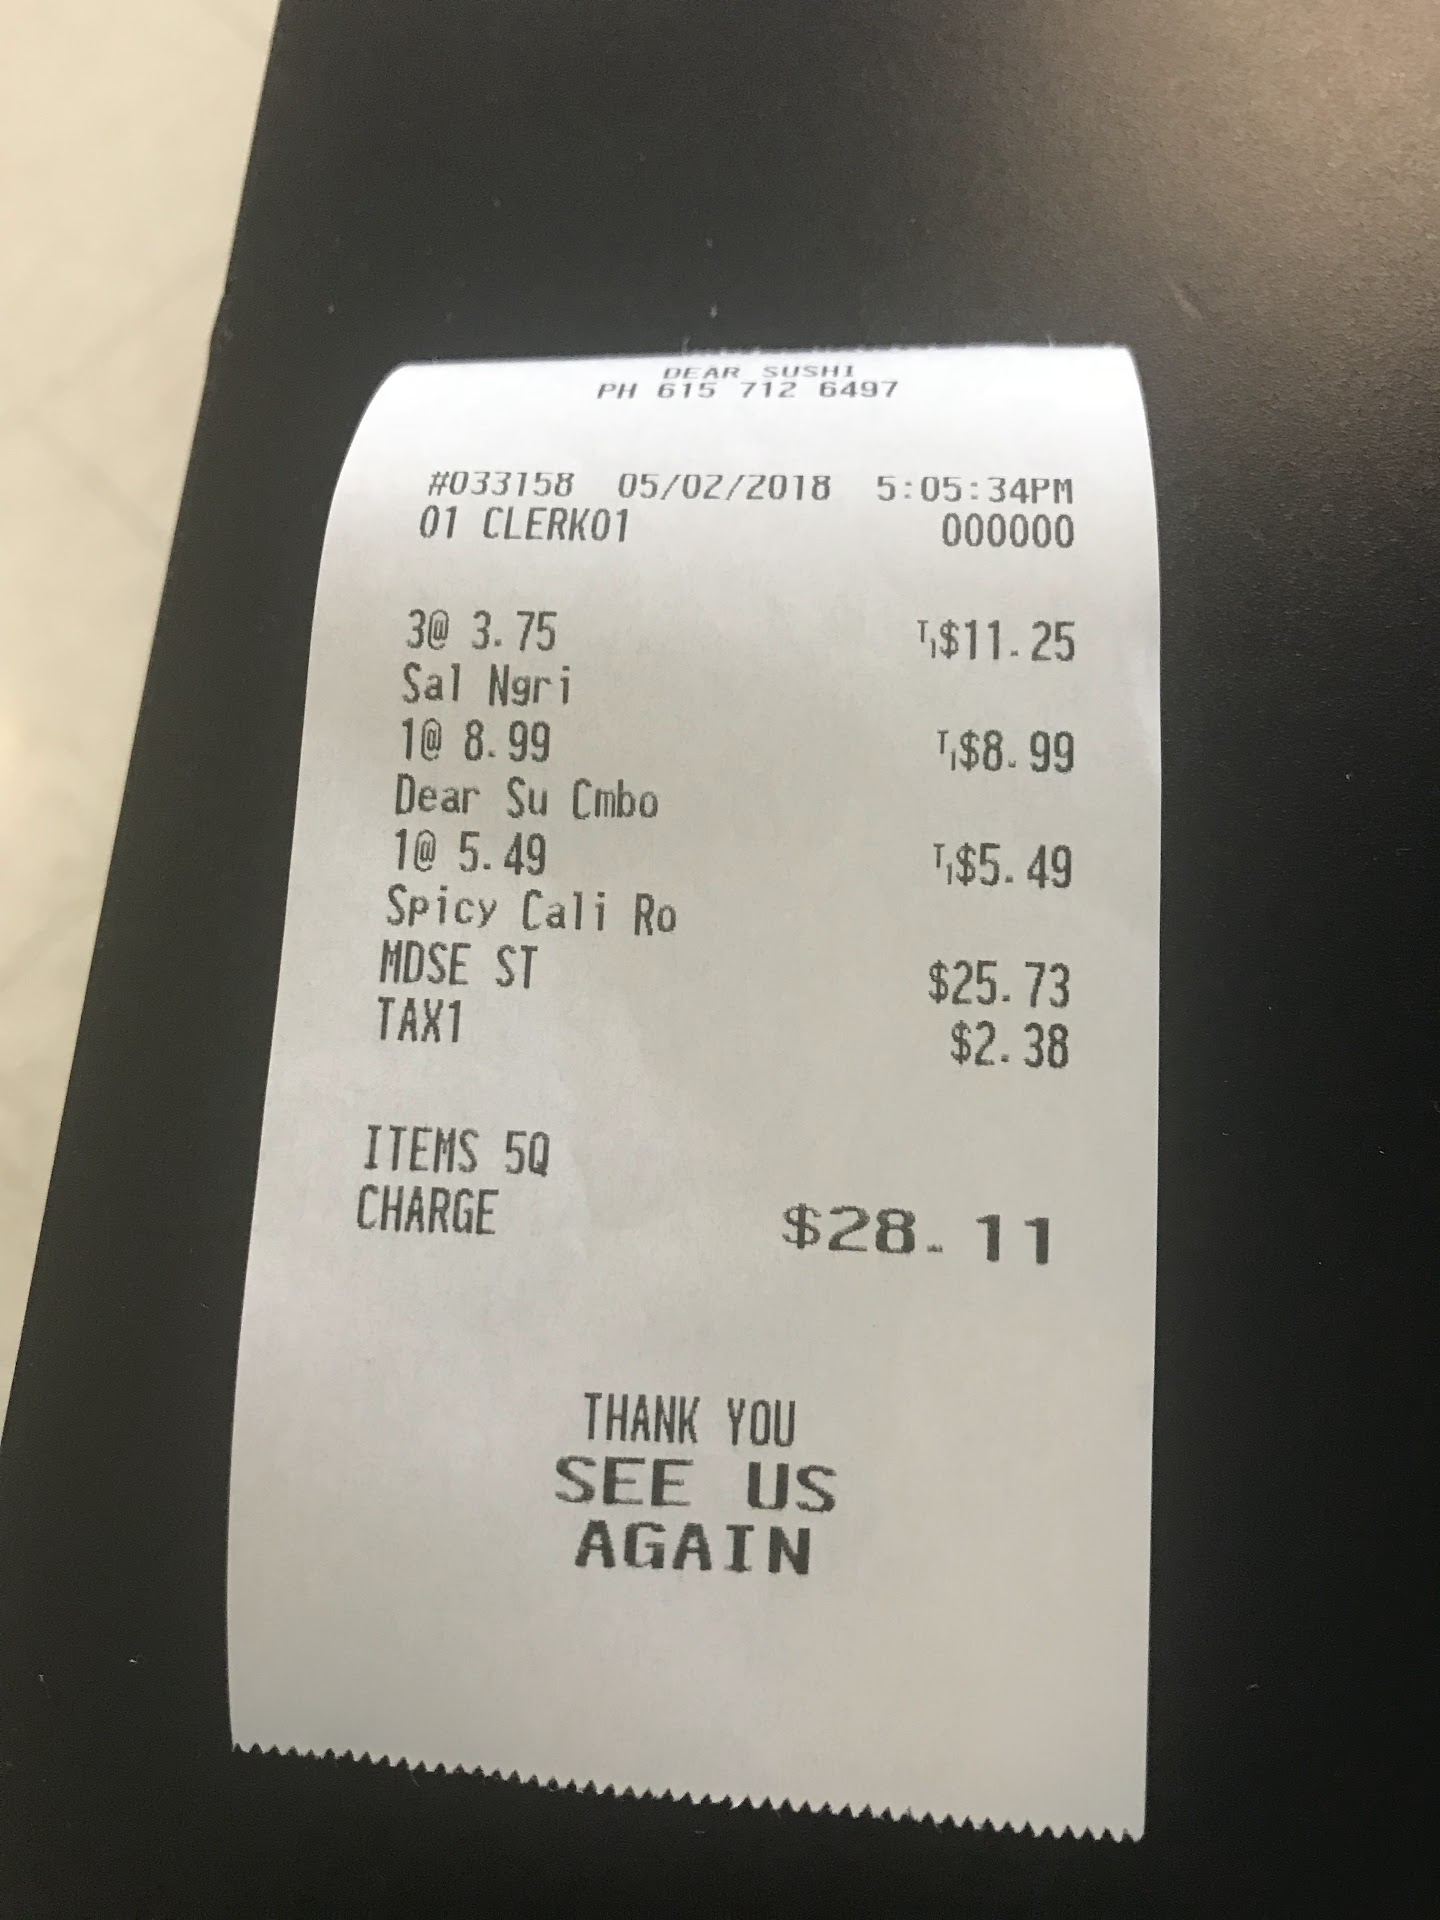 DEAR SUSHI
PH 615 712 6497
#033158 05/02/2018 5:05:34PM
01 CLERK01 000000
3@ 3.75 T1$11.25
Sal Ngri
1@ 8.99 T1$8.99
Dear Su Cmbo
1@ 5.49 T1$5.49
Spicy Cali Ro
MDSE ST $25.73
TAX1 $2.38
ITEMS 5Q
CHARGE $28.11
THANK YOU
SEE US
AGAIN